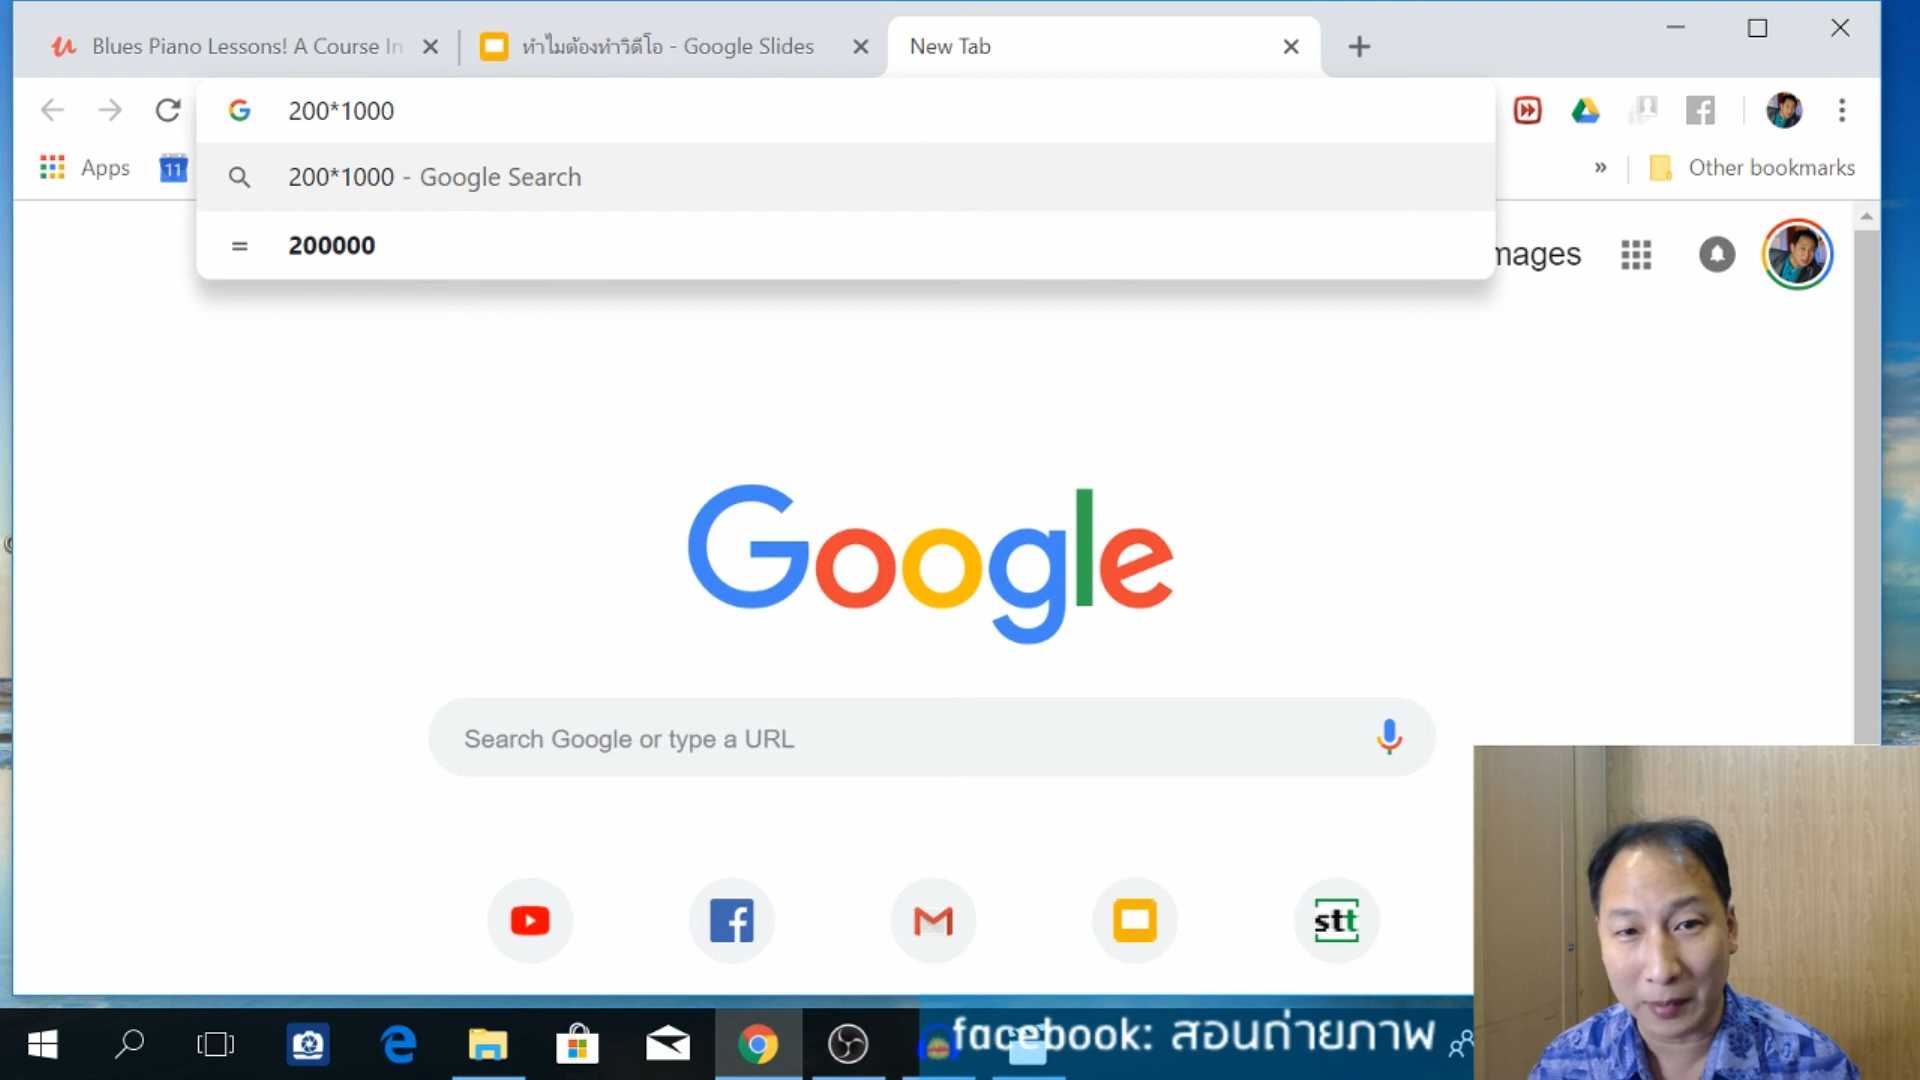 Blues Piano Lessons! A Course In
ทำไมต้องทำวิดีโอ - Google Slides
New Tab
200*1000
Apps
11
200*1000 - Google Search
Other bookmarks
= 200000
mages
Google
Search Google or type a URL
stt
facebook: สอนถ่ายภาพ